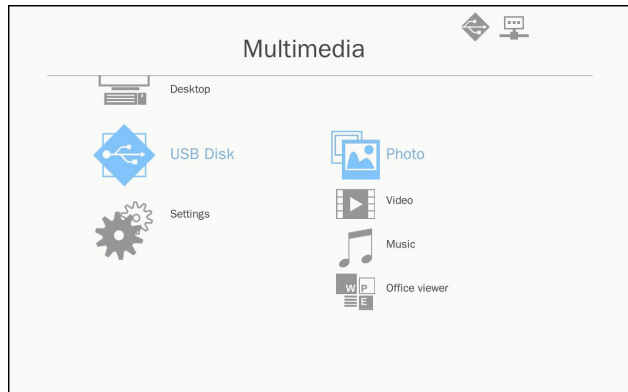 Multimedia
Desktop
USB Disk
Settings
Photo
Video
Music
Office viewer
W P
E